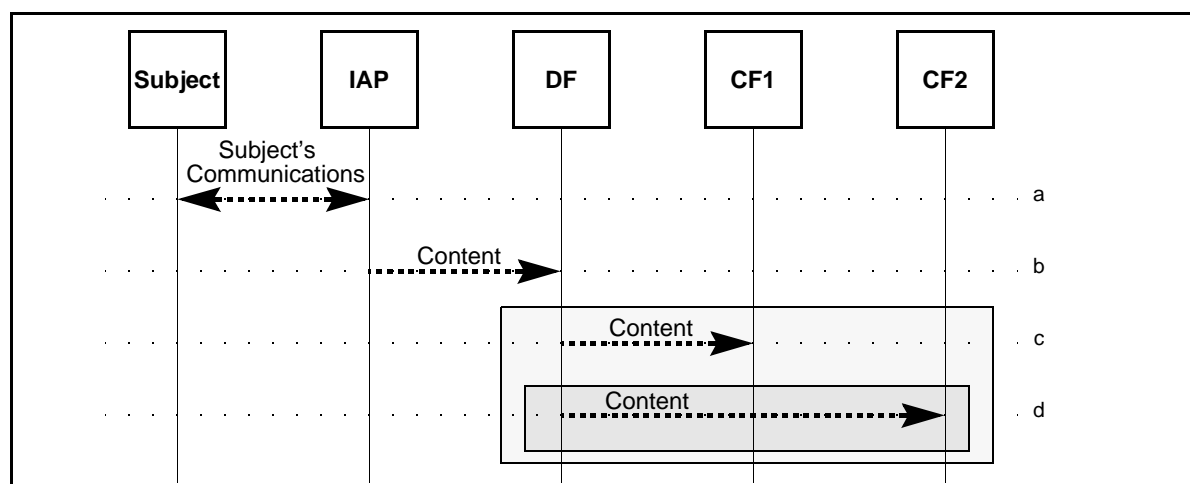 Subject IAP DF CF1 CF2
Subject's
Communications
a
Content
b
Content
c
Content
d